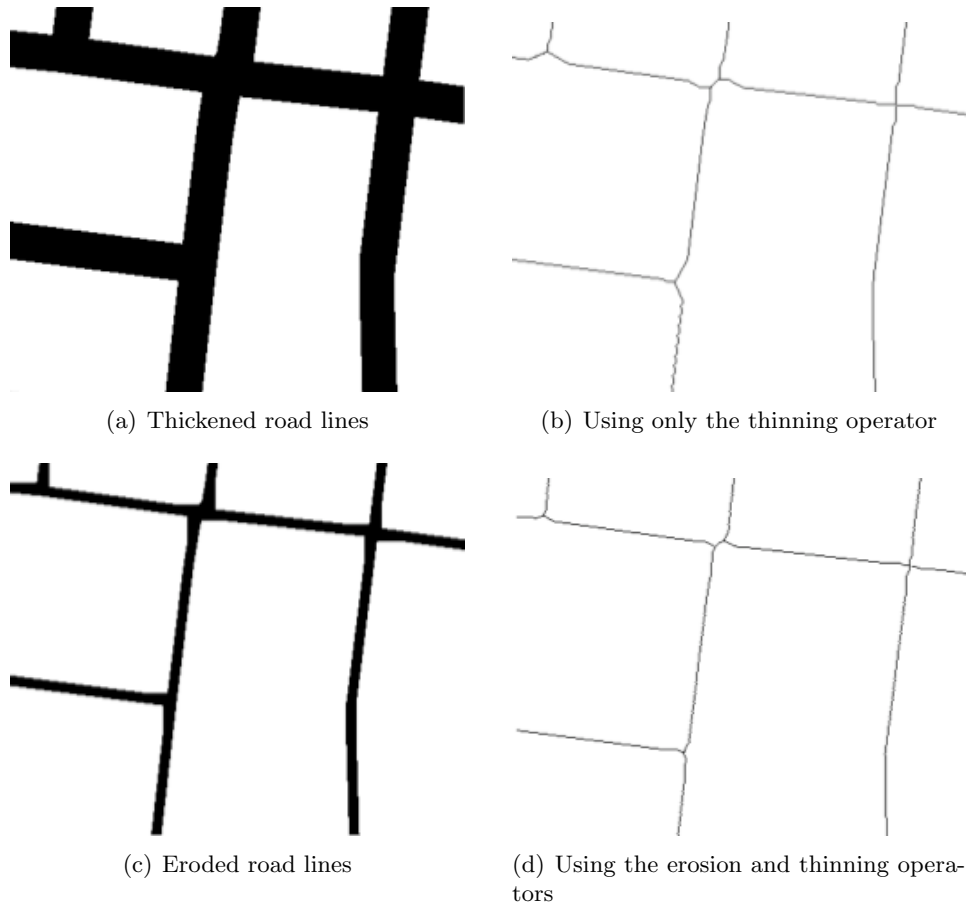 (a) Thickened road lines
(b) Using only the thinning operator
(c) Eroded road lines
(d) Using the erosion and thinning opera-
tors